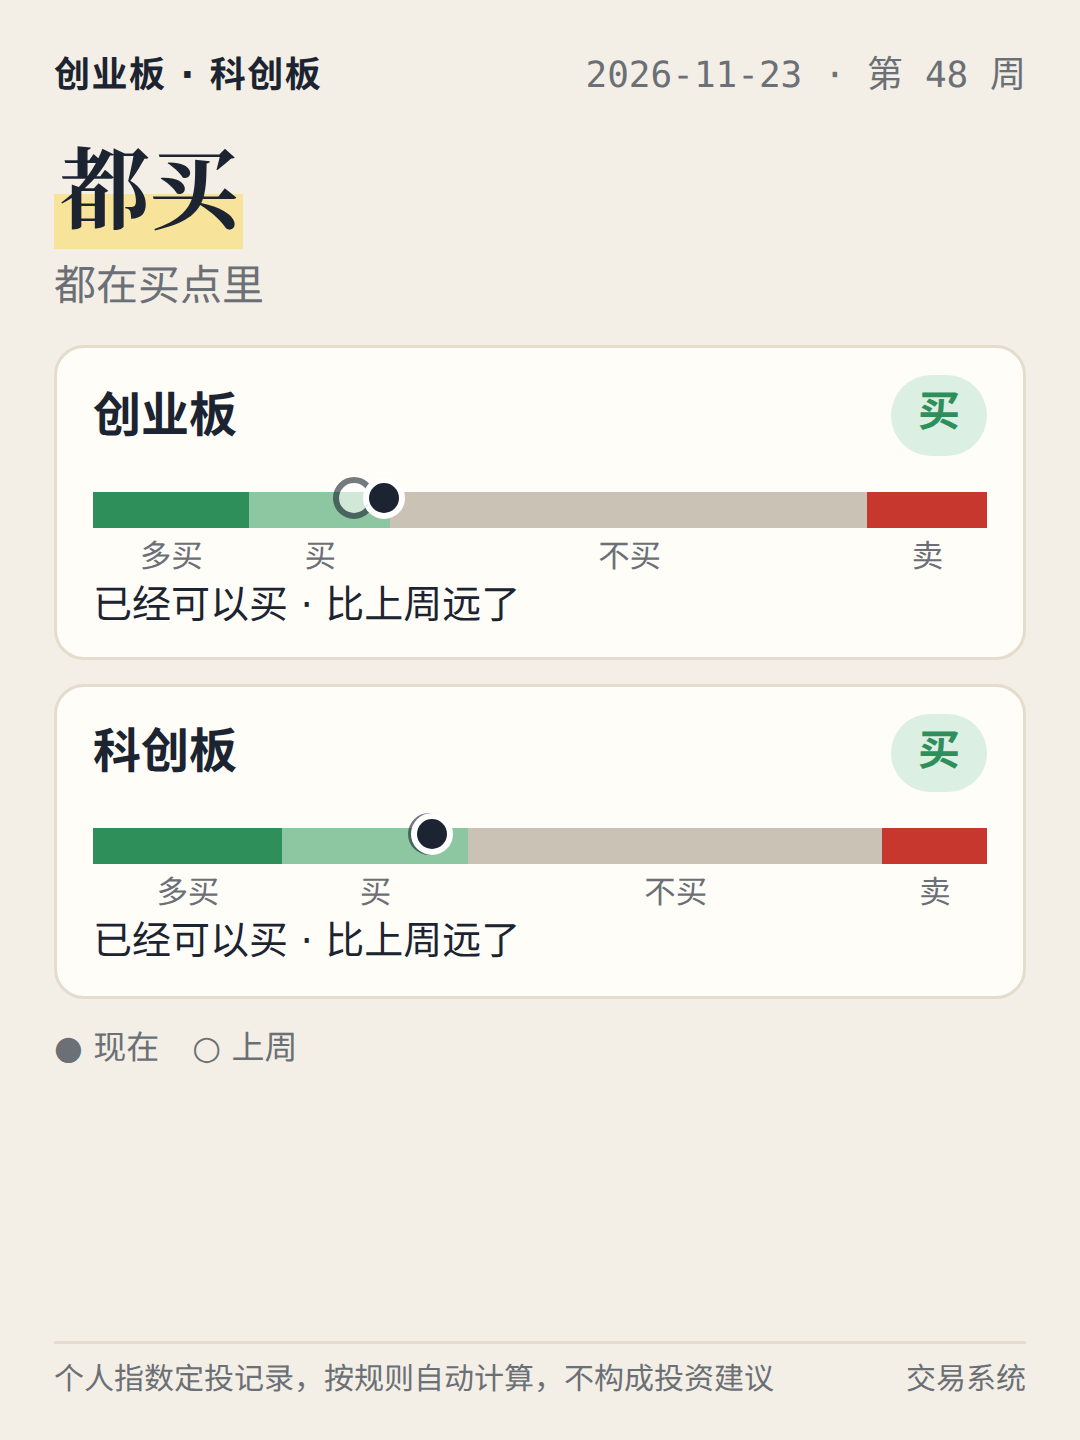 创业板 · 科创板
2026-11-23 · 第 48 周
都买
都在买点里
创业板
买
多买 买 不买 卖
已经可以买 · 比上周远了
科创板
买
多买 买 不买 卖
已经可以买 · 比上周远了
● 现在 ○ 上周
个人指数定投记录，按规则自动计算，不构成投资建议
交易系统